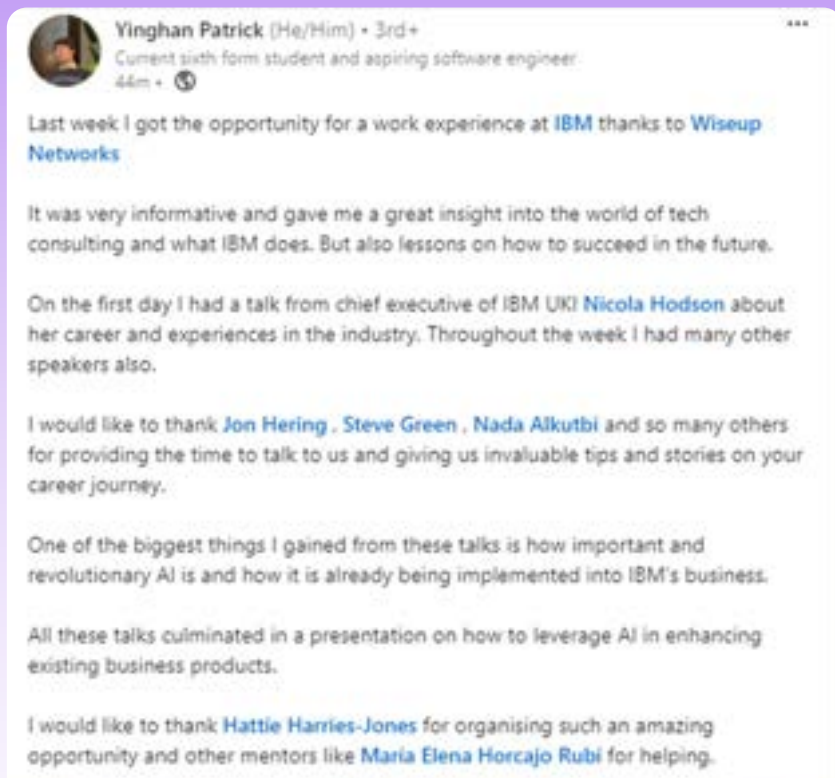 Yinghan Patrick (He/Him) • 3rd+
Current sixth form student and aspiring software engineer
44m •
Last week I got the opportunity for a work experience at IBM thanks to Wiseup
Networks
It was very informative and gave me a great insight into the world of tech
consulting and what IBM does. But also lessons on how to succeed in the future.
On the first day I had a talk from chief executive of IBM UKI Nicola Hodson about
her career and experiences in the industry. Throughout the week I had many other
speakers also.
I would like to thank Jon Hering , Steve Green , Nada Alkutbi and so many others
for providing the time to talk to us and giving us invaluable tips and stories on your
career journey.
One of the biggest things I gained from these talks is how important and
revolutionary AI is and how it is already being implemented into IBM's business.
All these talks culminated in a presentation on how to leverage AI in enhancing
existing business products.
I would like to thank Hattie Harries-Jones for organising such an amazing
opportunity and other mentors like Maria Elena Horcajo Rubí for helping.